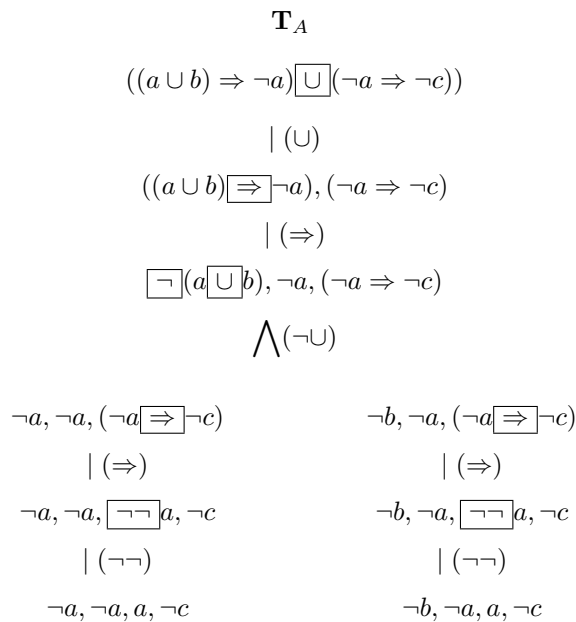 T_A
((a ∪ b) ⇒ ¬a) ∪ (¬a ⇒ ¬c))
| (∪)
((a ∪ b) ⇒ ¬a), (¬a ⇒ ¬c)
| (⇒)
¬(a ∪ b), ¬a, (¬a ⇒ ¬c)
⋀(¬∪)
¬a, ¬a, (¬a ⇒ ¬c)
¬b, ¬a, (¬a ⇒ ¬c)
| (⇒)
| (⇒)
¬a, ¬a, ¬¬a, ¬c
¬b, ¬a, ¬¬a, ¬c
| (¬¬)
| (¬¬)
¬a, ¬a, a, ¬c
¬b, ¬a, a, ¬c